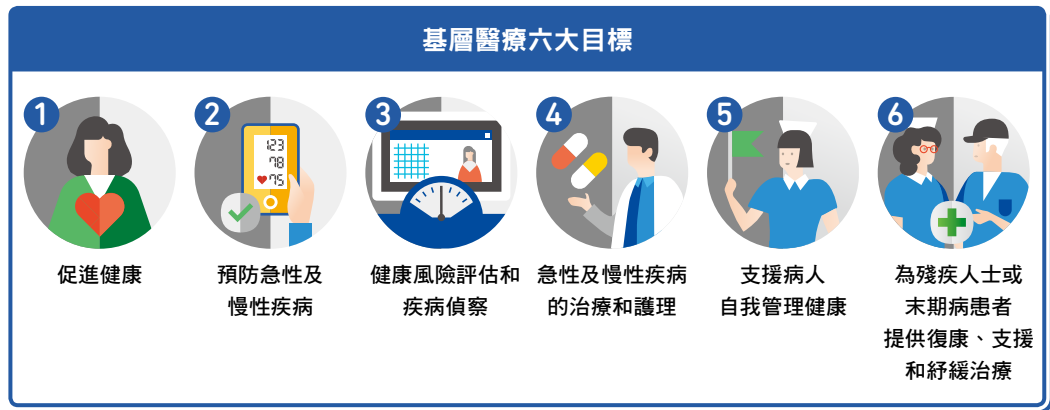 基層醫療六大目標
1
促進健康
2
123
78
75
預防急性及
慢性疾病
3
健康風險評估和
疾病偵察
4
急性及慢性疾病
的治療和護理
5
支援病人
自我管理健康
6
為殘疾人士或
末期病患者
提供復康、支援
和紓緩治療